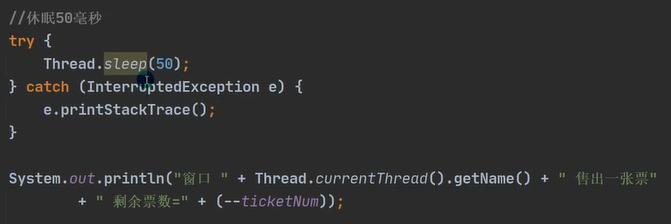 //休眠50毫秒
try {
    Thread.sleep(50);
} catch (InterruptedException e) {
    e.printStackTrace();
}
System.out.println("窗口 " + Thread.currentThread().getName() + " 售出一张票"
        + " 剩余票数=" + (--ticketNum));